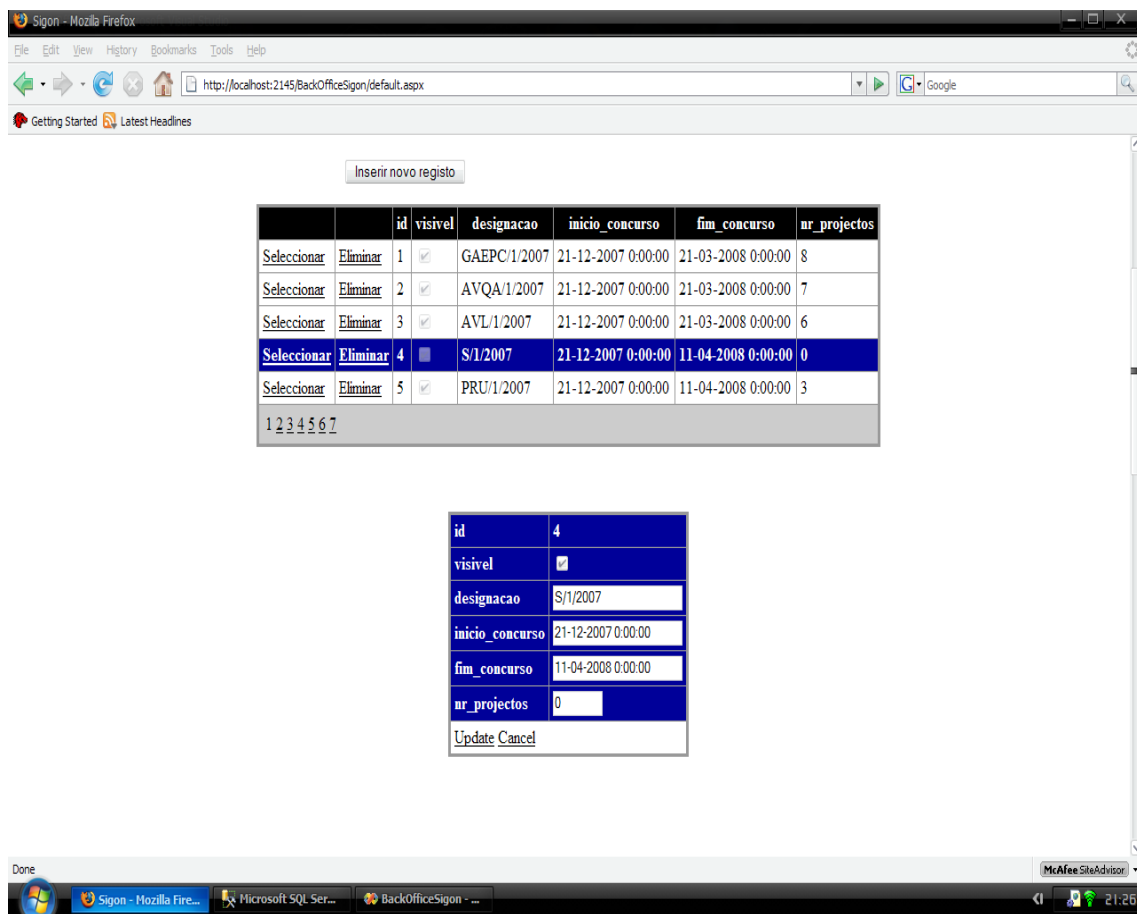 Sigon - Mozilla Firefox
File Edit View History Bookmarks Tools Help
http://localhost:2145/BackOfficeSigon/default.aspx
G Google
Getting Started Latest Headlines
Inserir novo registo
id visivel designacao inicio_concurso fim_concurso nr_projectos
Seleccionar Eliminar 1 GAEPC/1/2007 21-12-2007 0:00:00 21-03-2008 0:00:00 8
Seleccionar Eliminar 2 AVQA/1/2007 21-12-2007 0:00:00 21-03-2008 0:00:00 7
Seleccionar Eliminar 3 AVL/1/2007 21-12-2007 0:00:00 21-03-2008 0:00:00 6
Seleccionar Eliminar 4 S/1/2007 21-12-2007 0:00:00 11-04-2008 0:00:00 0
Seleccionar Eliminar 5 PRU/1/2007 21-12-2007 0:00:00 11-04-2008 0:00:00 3
1 2 3 4 5 6 7
id 4
visivel
designacao S/1/2007
inicio_concurso 21-12-2007 0:00:00
fim_concurso 11-04-2008 0:00:00
nr_projectos 0
Update Cancel
Done
McAfee SiteAdvisor
Sigon - Mozilla Fire... Microsoft SQL Ser... BackOfficeSigon - ... 21:26